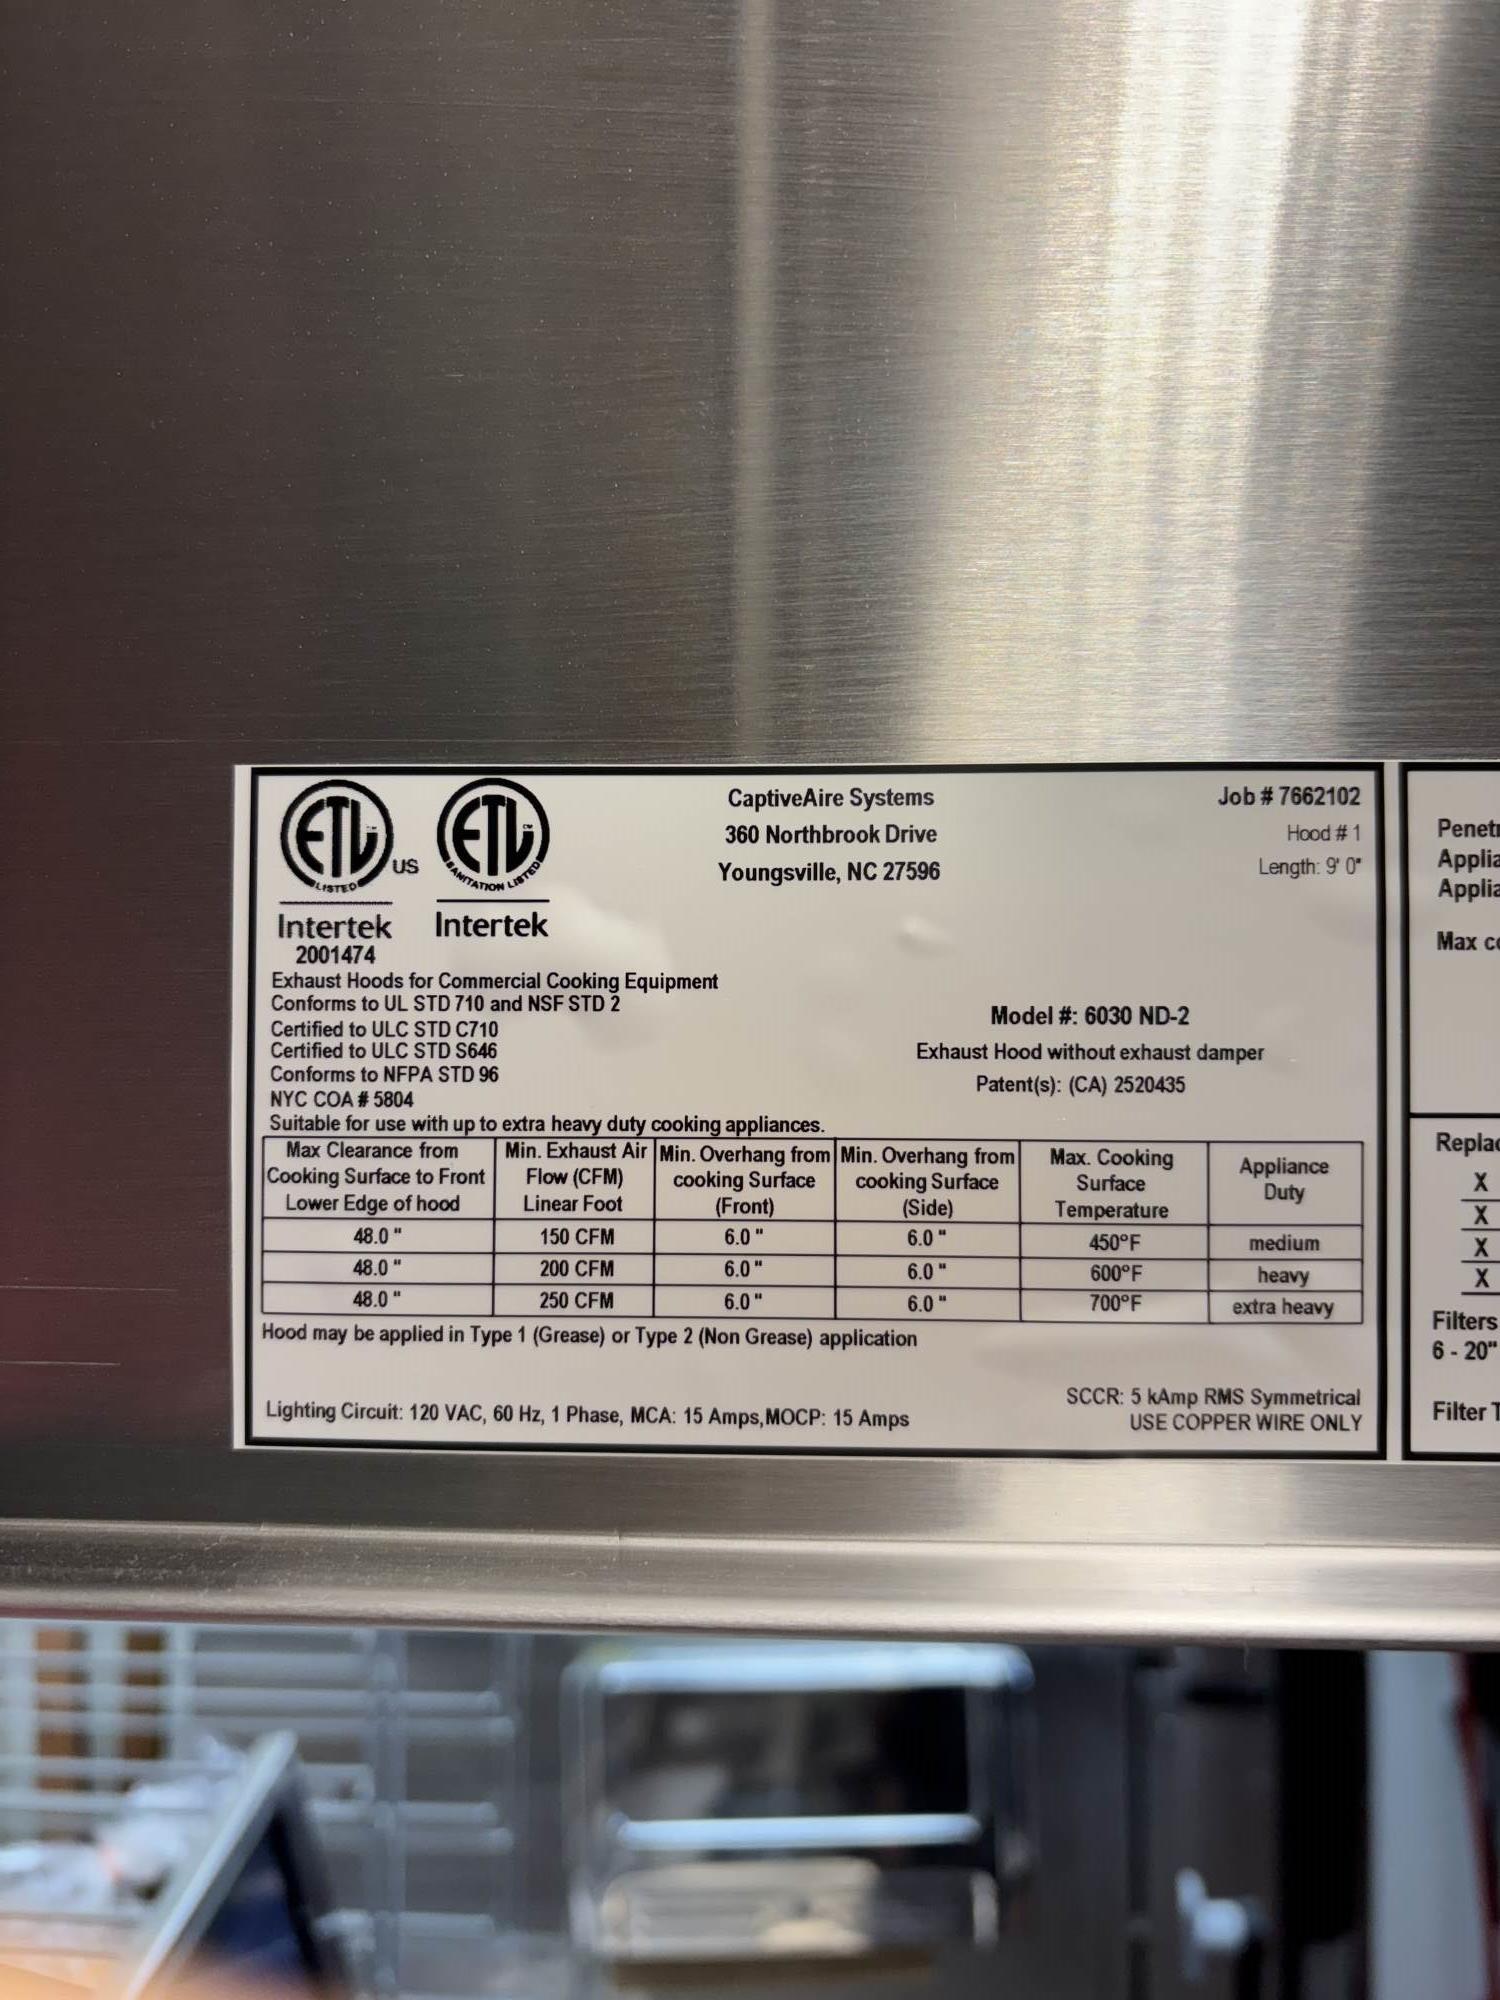 ETL
LISTED
US
Intertek
2001474
ETL
SANITATION LISTED
Intertek
CaptiveAire Systems
360 Northbrook Drive
Youngsville, NC 27596
Job # 7662102
Hood # 1
Length: 9' 0"
Exhaust Hoods for Commercial Cooking Equipment
Conforms to UL STD 710 and NSF STD 2
Certified to ULC STD C710
Certified to ULC STD S646
Conforms to NFPA STD 96
NYC COA # 5804
Model #: 6030 ND-2
Exhaust Hood without exhaust damper
Patent(s): (CA) 2520435
Suitable for use with up to extra heavy duty cooking appliances.
Max Clearance from Cooking Surface to Front Lower Edge of hood | Min. Exhaust Air Flow (CFM) Linear Foot | Min. Overhang from cooking Surface (Front) | Min. Overhang from cooking Surface (Side) | Max. Cooking Surface Temperature | Appliance Duty
48.0 " | 150 CFM | 6.0 " | 6.0 " | 450°F | medium
48.0 " | 200 CFM | 6.0 " | 6.0 " | 600°F | heavy
48.0 " | 250 CFM | 6.0 " | 6.0 " | 700°F | extra heavy
Hood may be applied in Type 1 (Grease) or Type 2 (Non Grease) application
Lighting Circuit: 120 VAC, 60 Hz, 1 Phase, MCA: 15 Amps,MOCP: 15 Amps
SCCR: 5 kAmp RMS Symmetrical
USE COPPER WIRE ONLY
Penet
Applia
Applia
Max c
Replac
X
X
X
X
Filters
6 - 20"
Filter T